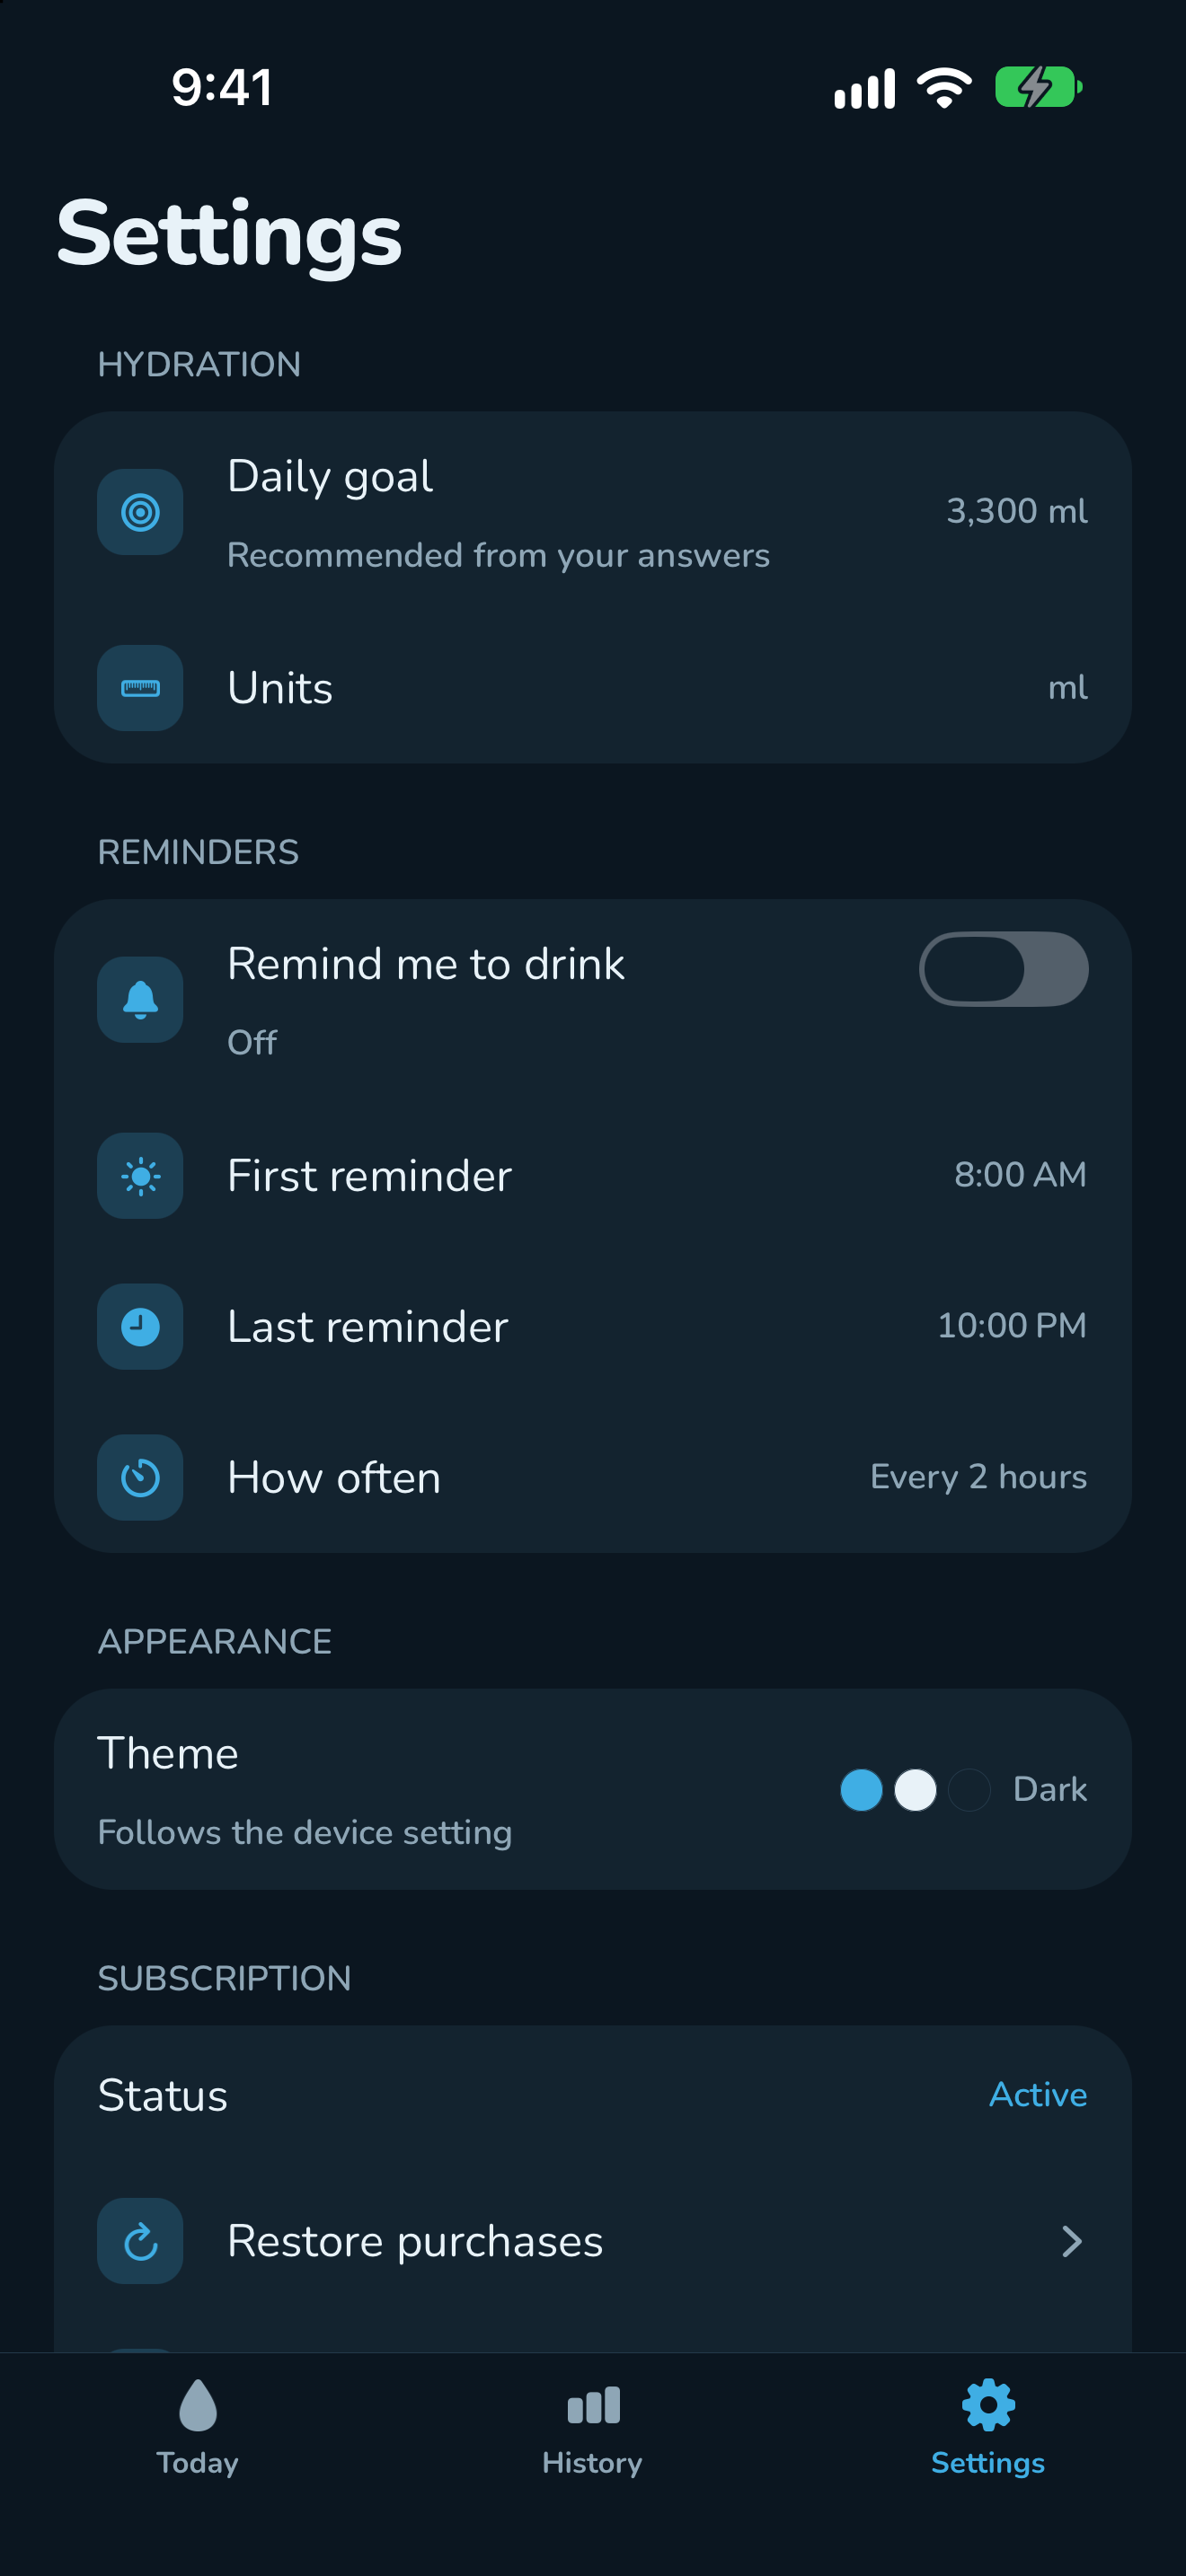 9:41
Settings
HYDRATION
Daily goal
3,300 ml
Recommended from your answers
Units
ml
REMINDERS
Remind me to drink
Off
First reminder
8:00 AM
Last reminder
10:00 PM
How often
Every 2 hours
APPEARANCE
Theme
Dark
Follows the device setting
SUBSCRIPTION
Status
Active
Restore purchases
Today
History
Settings